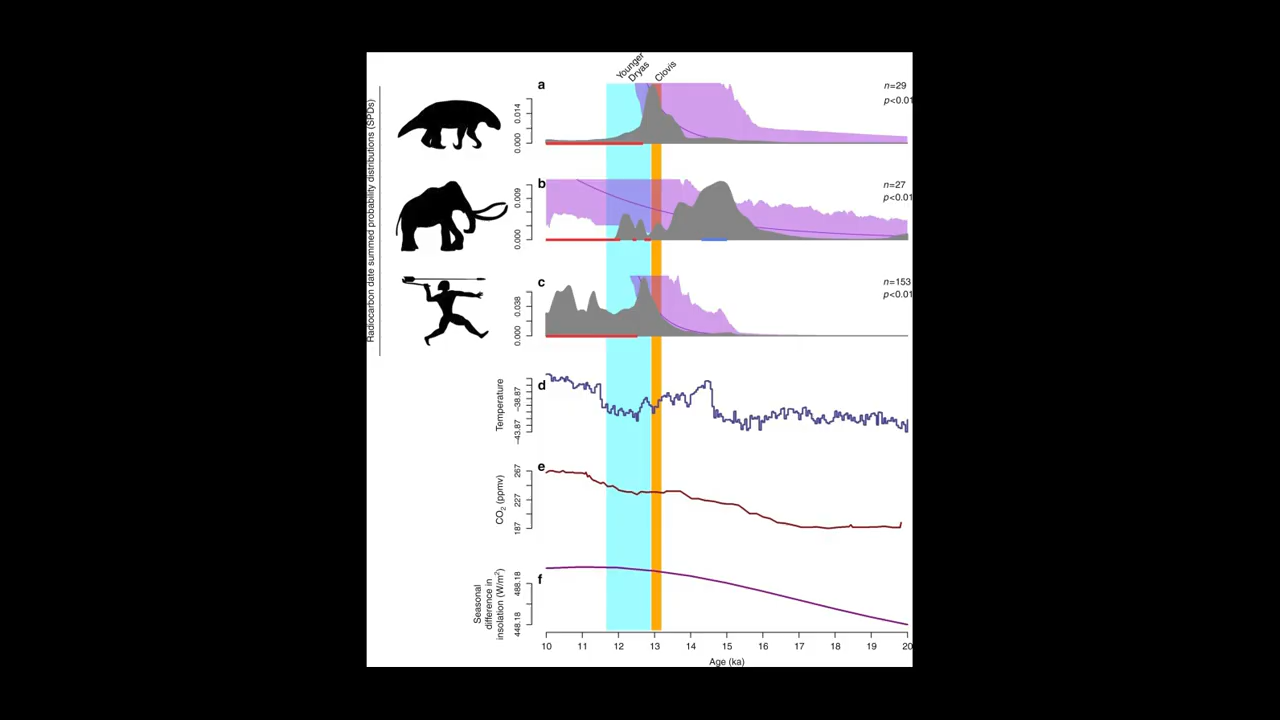 Younger
Dryas
Clovis
Radiocarbon date summed probability distributions (SPDs)
a
n=29
p<0.01
0.014
0.000
b
n=27
p<0.01
0.009
0.000
c
n=153
p<0.01
0.038
0.000
d
Temperature
−38.87
−43.87
e
CO2 (ppmv)
267
227
187
f
Seasonal
difference in
insolation (W/m2)
488.18
448.18
10 11 12 13 14 15 16 17 18 19 20
Age (ka)